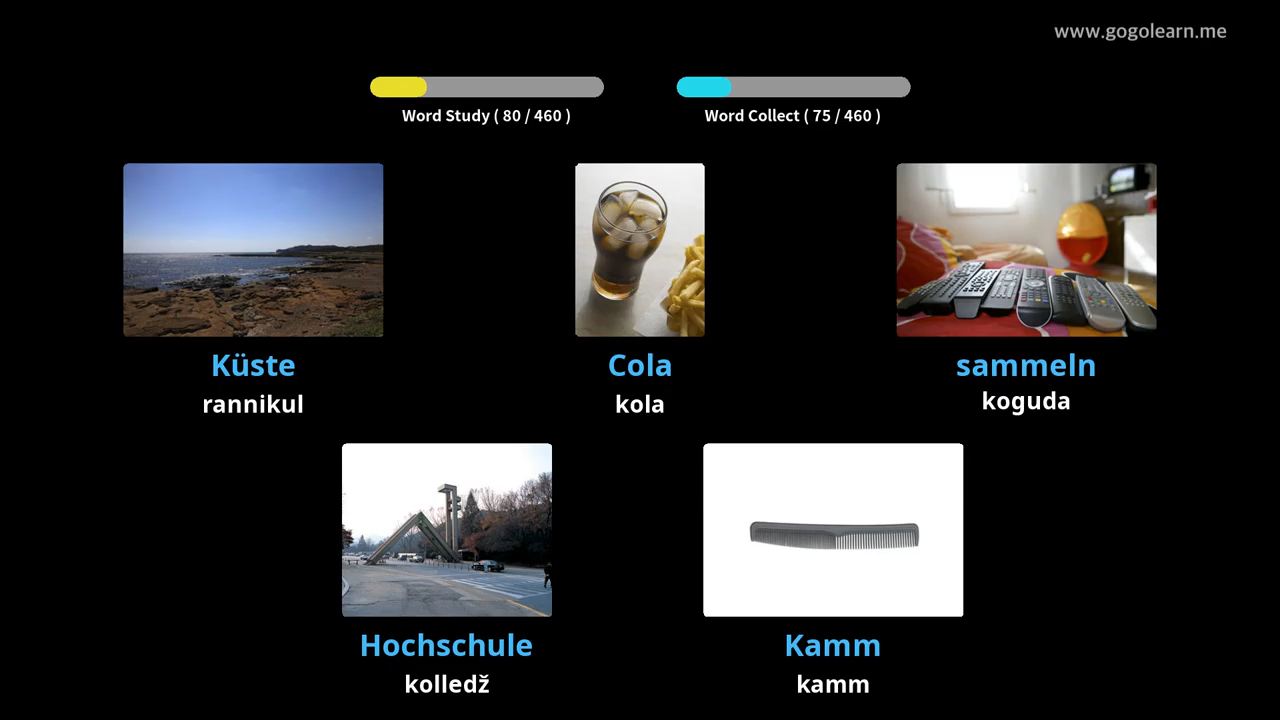 www.gogolearn.me
Word Study ( 80 / 460 )
Word Collect ( 75 / 460 )
Küste
rannikul
Cola
kola
sammeln
koguda
Hochschule
kolledž
Kamm
kamm